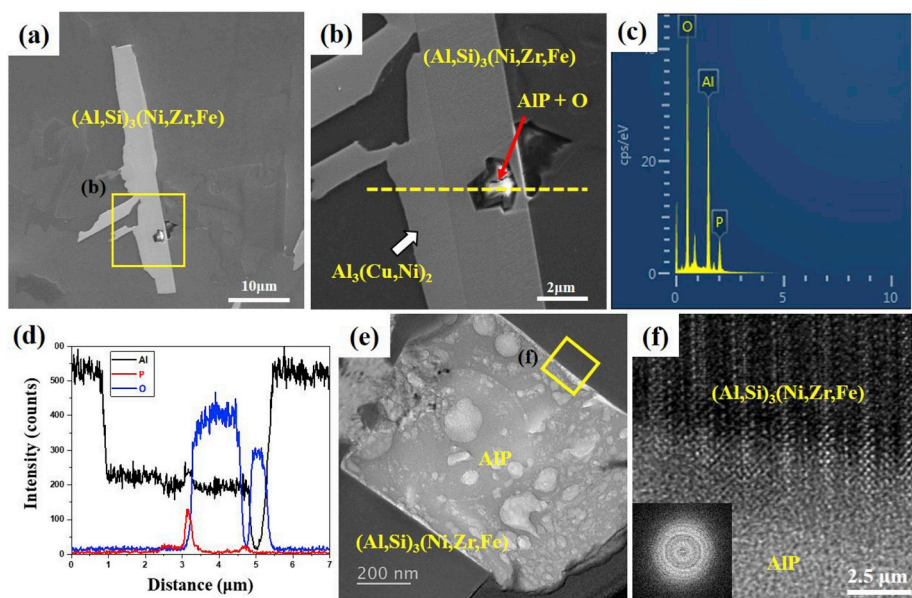 (a)
(Al,Si)3(Ni,Zr,Fe)
(b)
10μm
(b)
(Al,Si)3(Ni,Zr,Fe)
AlP + O
Al3(Cu,Ni)2
2μm
(c)
O
Al
P
cps/eV
20
0
0
5
10
(d)
Intensity (counts)
500
400
300
200
100
0
Al
P
O
0 1 2 3 4 5 6 7
Distance (μm)
(e)
(f)
AlP
(Al,Si)3(Ni,Zr,Fe)
200 nm
(f)
(Al,Si)3(Ni,Zr,Fe)
AlP
2.5 μm